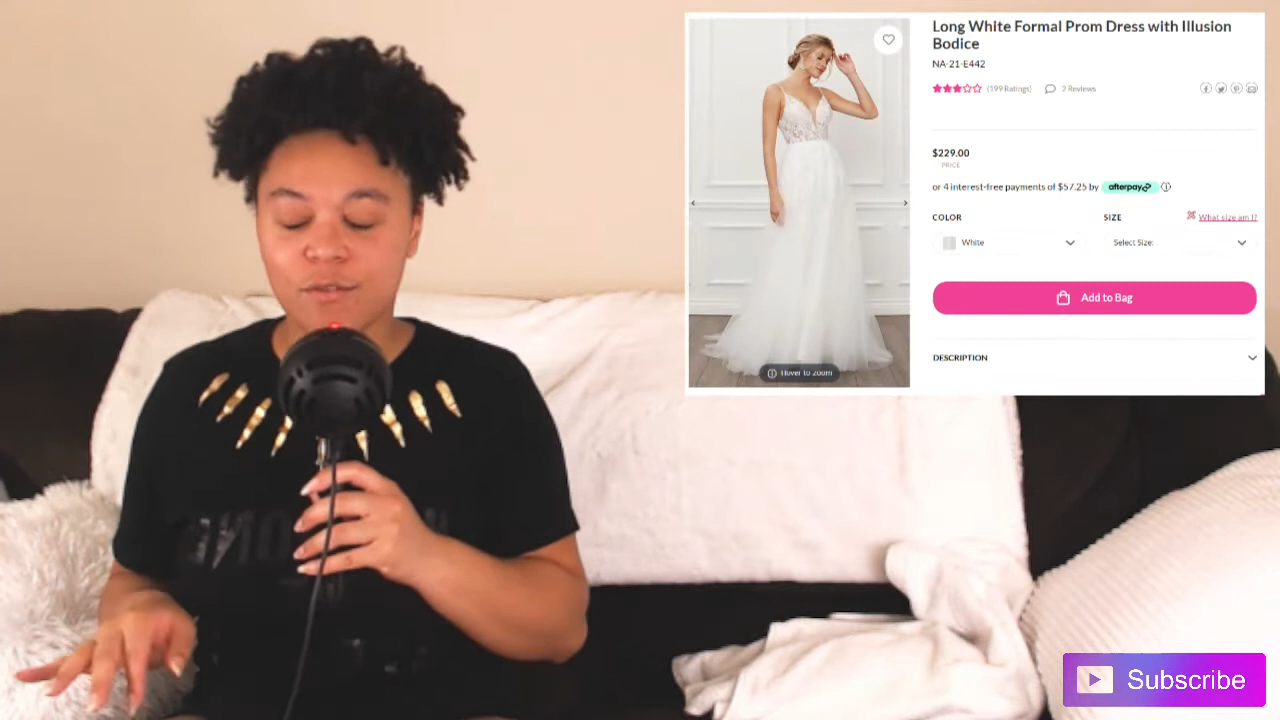 Long White Formal Prom Dress with Illusion
Bodice
NA-21-E442
(199 Ratings)
2 Reviews
$229.00
PRICE
or 4 interest-free payments of $57.25 by afterpay
COLOR
SIZE
What size am I?
White
Select Size:
Add to Bag
DESCRIPTION
Hover to zoom
Subscribe